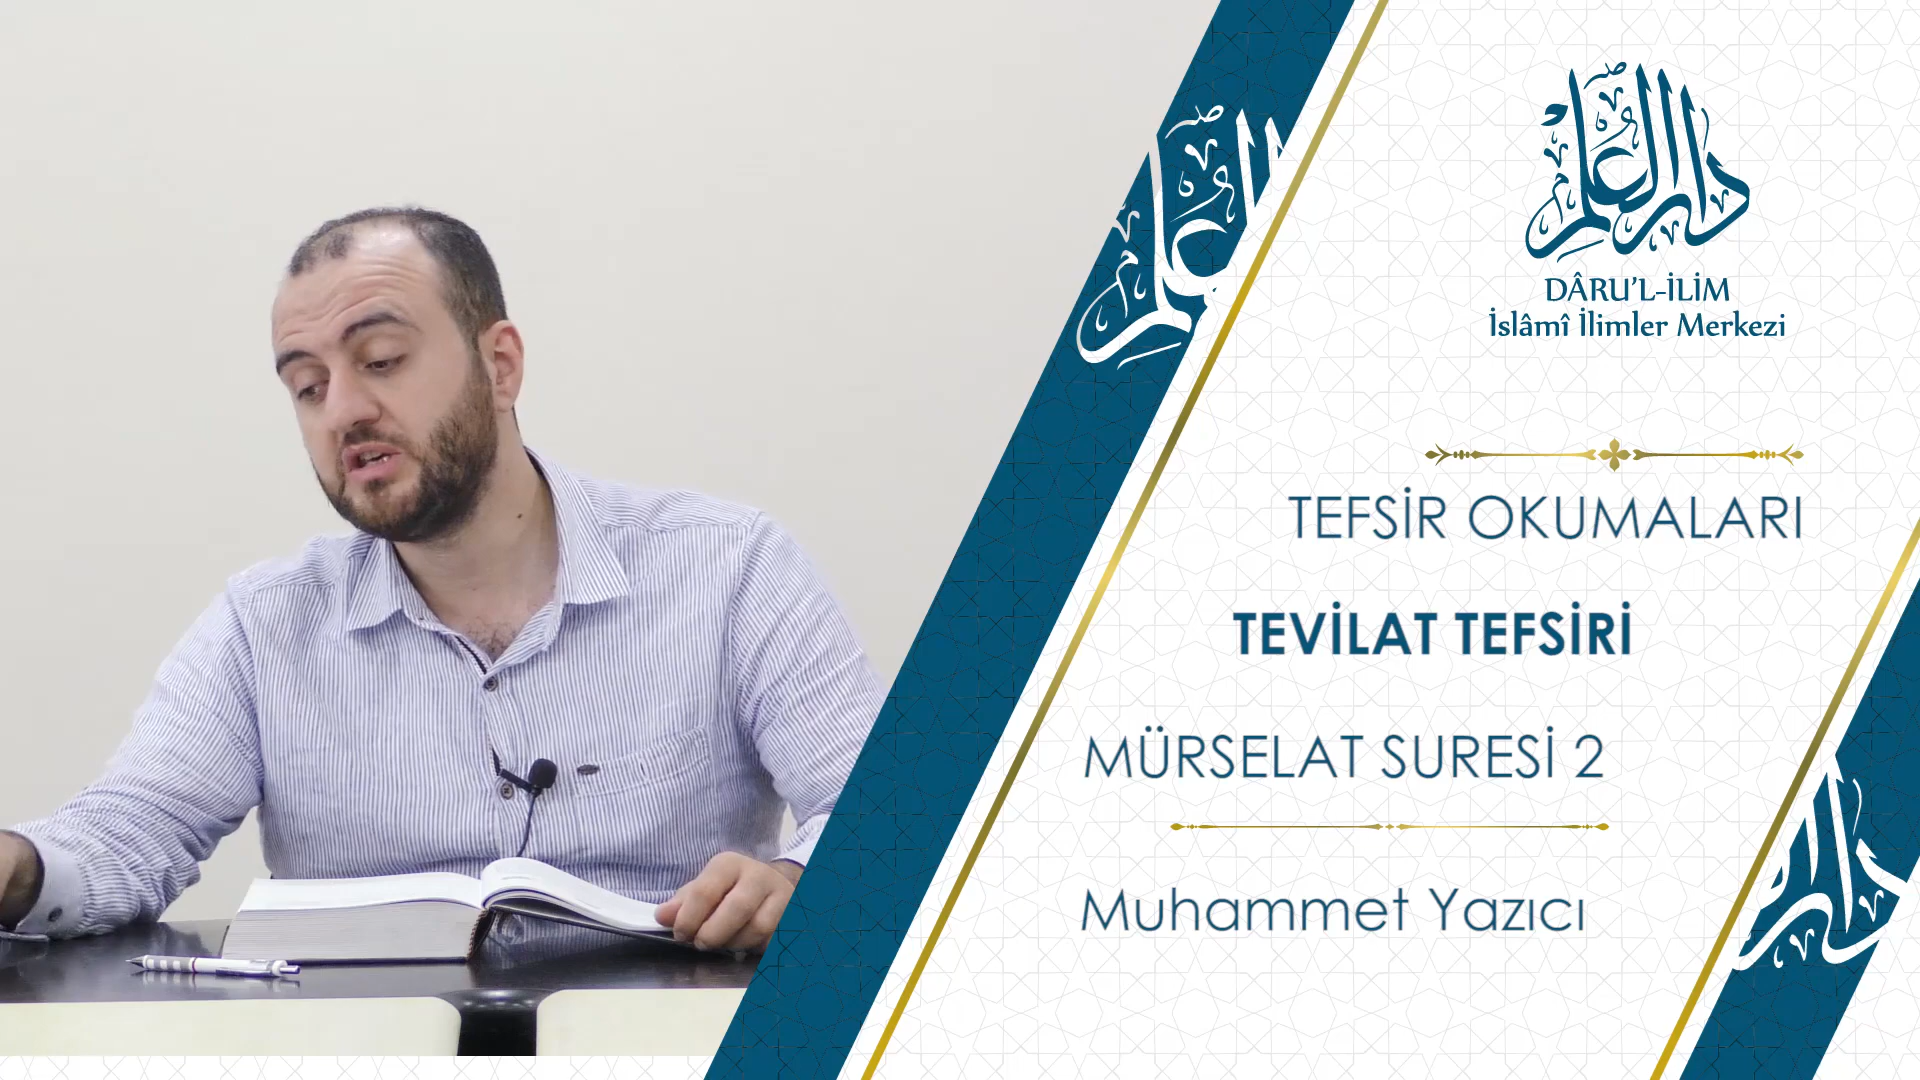 دار العلم
DÂRU'L-İLİM
İslâmî İlimler Merkezi
TEFSİR OKUMALARI
TEVİLAT TEFSİRİ
MÜRSELAT SURESİ 2
Muhammet Yazıcı